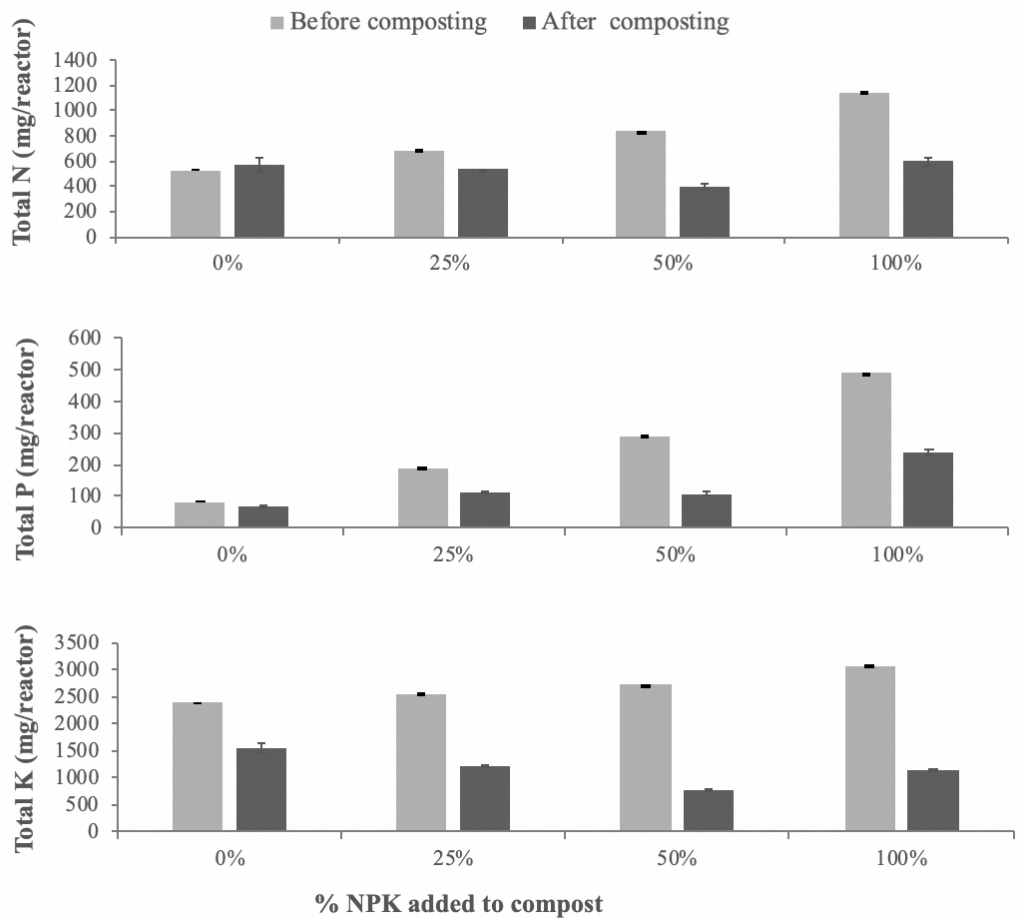 Before composting After composting
Total N (mg/reactor)
1400
1200
1000
800
600
400
200
0
0% 25% 50% 100%
Total P (mg/reactor)
600
500
400
300
200
100
0
0% 25% 50% 100%
Total K (mg/reactor)
3500
3000
2500
2000
1500
1000
500
0
0% 25% 50% 100%
% NPK added to compost